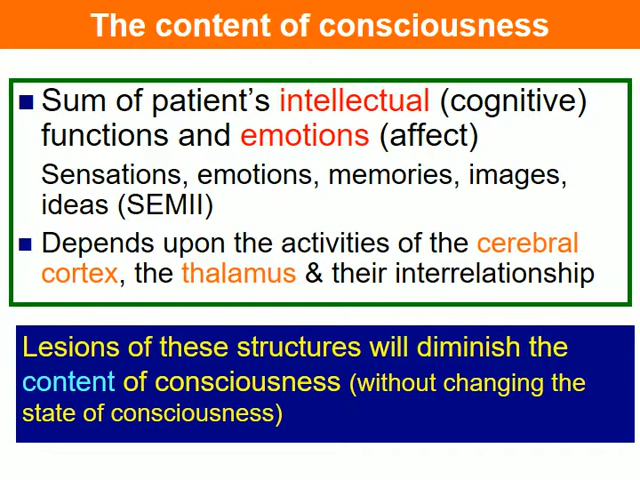 The content of consciousness
■ Sum of patient's intellectual (cognitive)
functions and emotions (affect)
Sensations, emotions, memories, images,
ideas (SEMII)
■ Depends upon the activities of the cerebral
cortex, the thalamus & their interrelationship
Lesions of these structures will diminish the
content of consciousness (without changing the
state of consciousness)